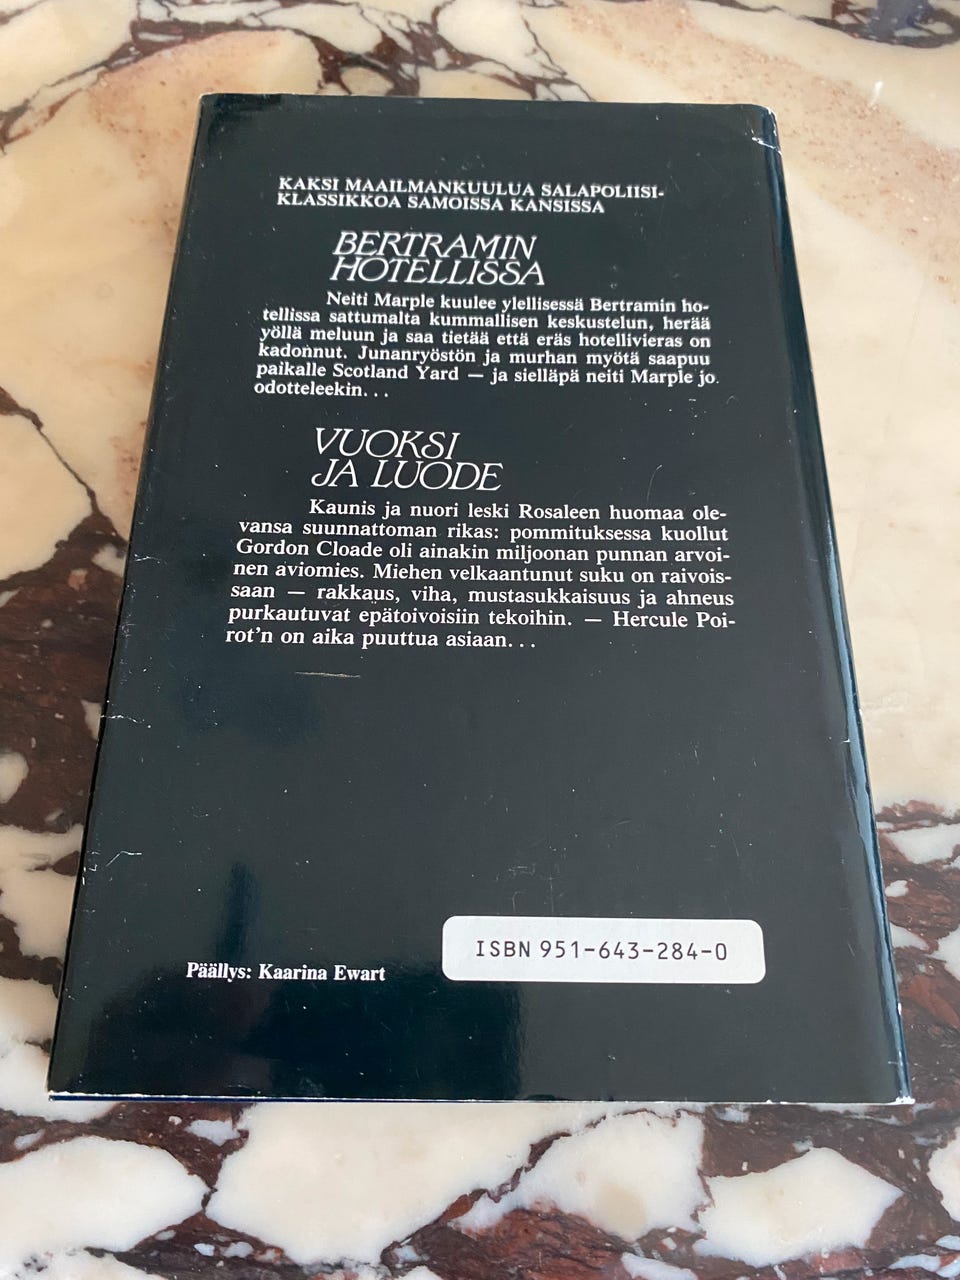 KAKSI MAAILMANKUULUA SALAPOLIISI-
KLASSIKKOA SAMOISSA KANSISSA
BERTRAMIN
HOTELLISSA
Neiti Marple kuulee ylellisessä Bertramin ho-
tellissa sattumalta kummallisen keskustelun, herää
yöllä meluun ja saa tietää että eräs hotellivieras on
kadonnut. Junanryöstön ja murhan myötä saapuu
paikalle Scotland Yard — ja sielläpä neiti Marple jo
odotteleekin...
VUOKSI
JA LUODE
Kaunis ja nuori leski Rosaleen huomaa ole-
vansa suunnattoman rikas: pommituksessa kuollut
Gordon Cloade oli ainakin miljoonan punnan arvoi-
nen aviomies. Miehen velkaantunut suku on raivois-
saan — rakkaus, viha, mustasukkaisuus ja ahneus
purkautuvat epätoivoisiin tekoihin. — Hercule Poi-
rot'n on aika puuttua asiaan...
ISBN 951-643-284-0
Päällys: Kaarina Ewart